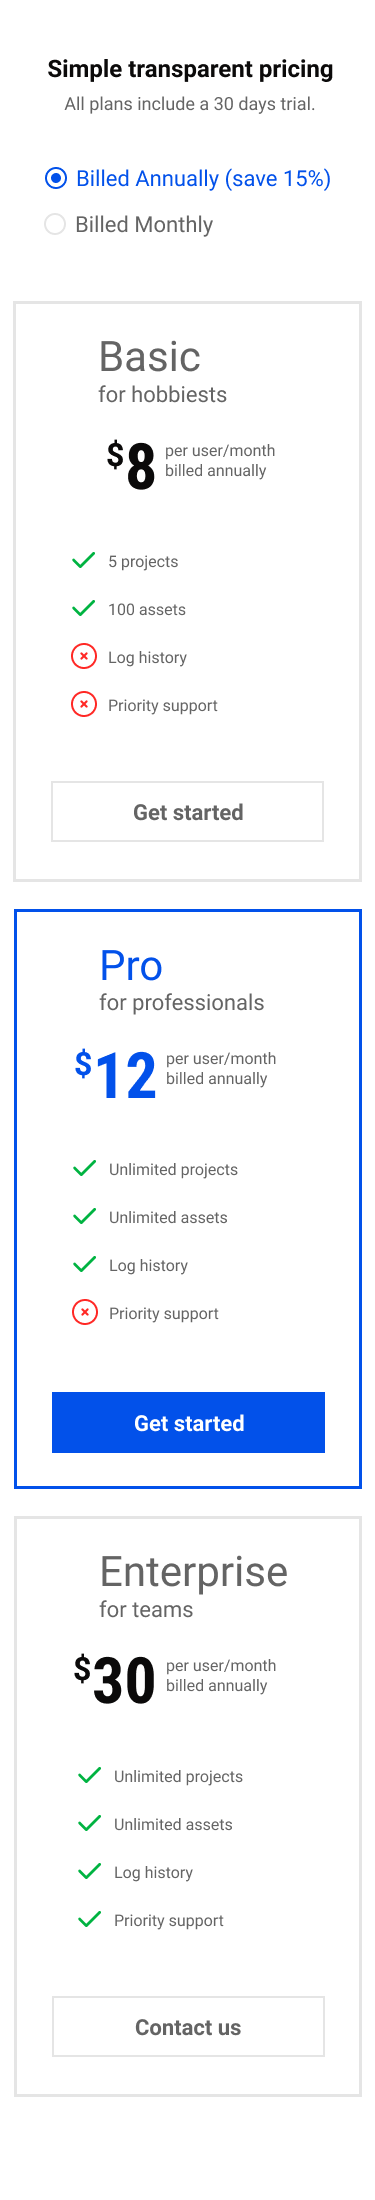 Simple transparent pricing
All plans include a 30 days trial.
Billed Annually (save 15%)
Billed Monthly
Basic
for hobbiests
$8
per user/month
billed annually
5 projects
100 assets
Log history
Priority support
Get started
Pro
for professionals
$12
per user/month
billed annually
Unlimited projects
Unlimited assets
Log history
Priority support
Get started
Enterprise
for teams
$30
per user/month
billed annually
Unlimited projects
Unlimited assets
Log history
Priority support
Contact us